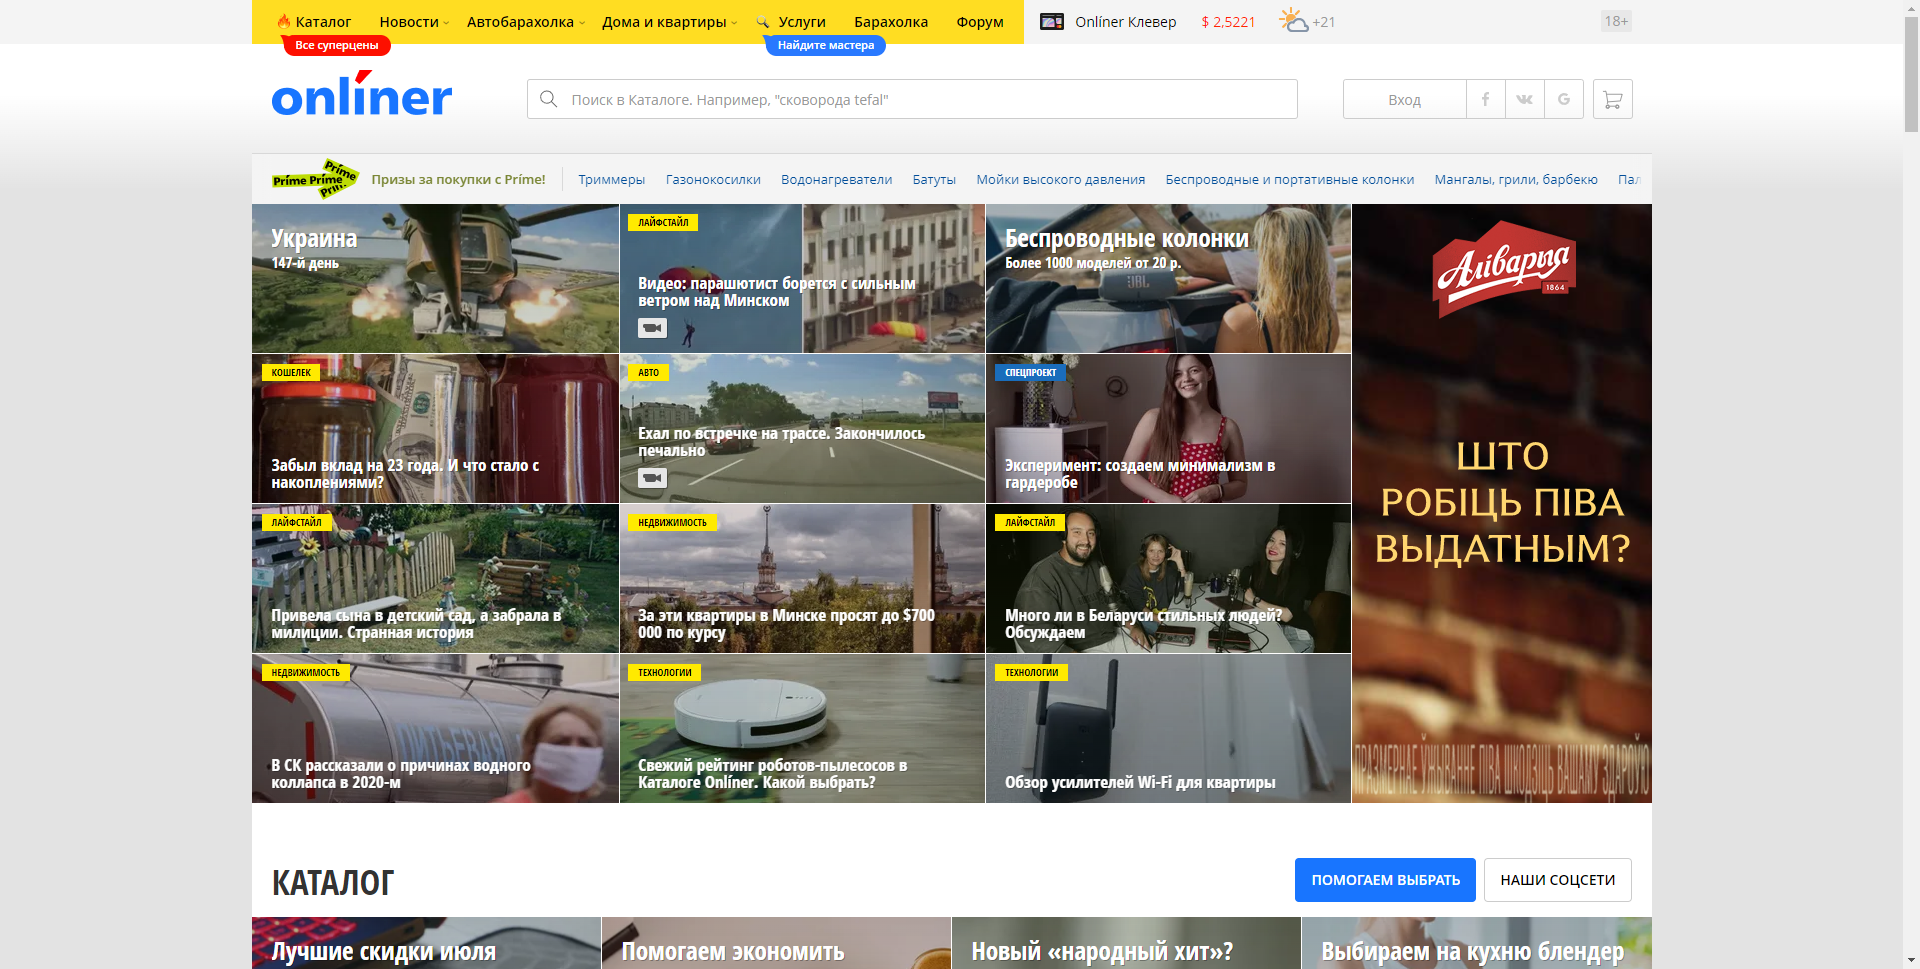 Каталог
Новости
Автобарахолка
Дома и квартиры
Услуги
Барахолка
Форум
Onlíner Клевер
$ 2,5221
+21
18+
Все суперцены
Найдите мастера
onlíner
Поиск в Каталоге. Например, "сковорода tefal"
Вход
Príme Príme Príme
Призы за покупки с Príme!
Триммеры
Газонокосилки
Водонагреватели
Батуты
Мойки высокого давления
Беспроводные и портативные колонки
Мангалы, грили, барбекю
Украина
147-й день
ЛАЙФСТАЙЛ
Видео: парашютист борется с сильным
ветром над Минском
Беспроводные колонки
Более 1000 моделей от 20 р.
JBL
Аліварыя
1864
КОШЕЛЕК
Забыл вклад на 23 года. И что стало с
накоплениями?
АВТО
Ехал по встречке на трассе. Закончилось
печально
СПЕЦПРОЕКТ
Эксперимент: создаем минимализм в
гардеробе
ШТО
РОБІЦЬ ПІВА
ВЫДАТНЫМ?
ЛАЙФСТАЙЛ
Привела сына в детский сад, а забрала в
милиции. Странная история
НЕДВИЖИМОСТЬ
За эти квартиры в Минске просят до $700
000 по курсу
ЛАЙФСТАЙЛ
Много ли в Беларуси стильных людей?
Обсуждаем
НЕДВИЖИМОСТЬ
ПИТЬЕВАЯ
В СК рассказали о причинах водного
коллапса в 2020-м
ТЕХНОЛОГИИ
Свежий рейтинг роботов-пылесосов в
Каталоге Onlíner. Какой выбрать?
ТЕХНОЛОГИИ
Обзор усилителей Wi-Fi для квартиры
УЖЫВАННЕ ПІВА ШКОДЗІЦЬ ВАШАМУ ЗДАРОЎЮ
КАТАЛОГ
ПОМОГАЕМ ВЫБРАТЬ
НАШИ СОЦСЕТИ
Лучшие скидки июля
Помогаем экономить
Новый «народный хит»?
Выбираем на кухню блендер